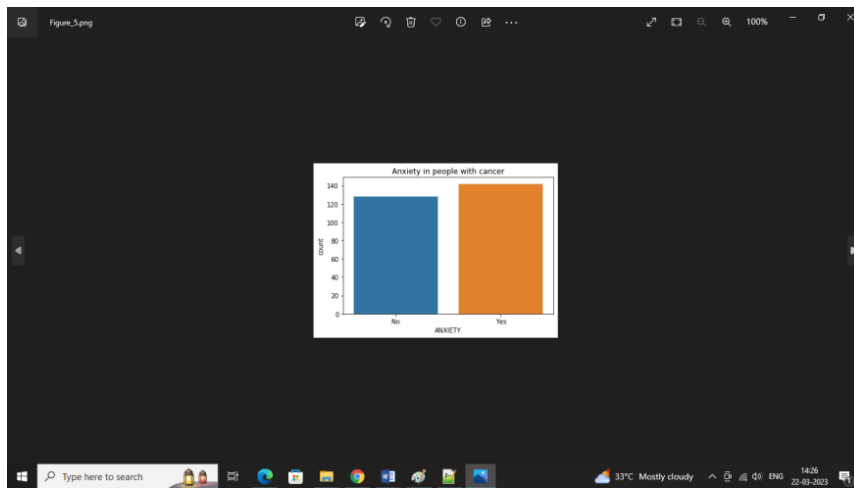 Figure_5.png
100%
Anxiety in people with cancer
140
120
100
80
60
40
20
0
count
No
Yes
ANXIETY
Type here to search
33°C Mostly cloudy
ENG
14:26
22-03-2023